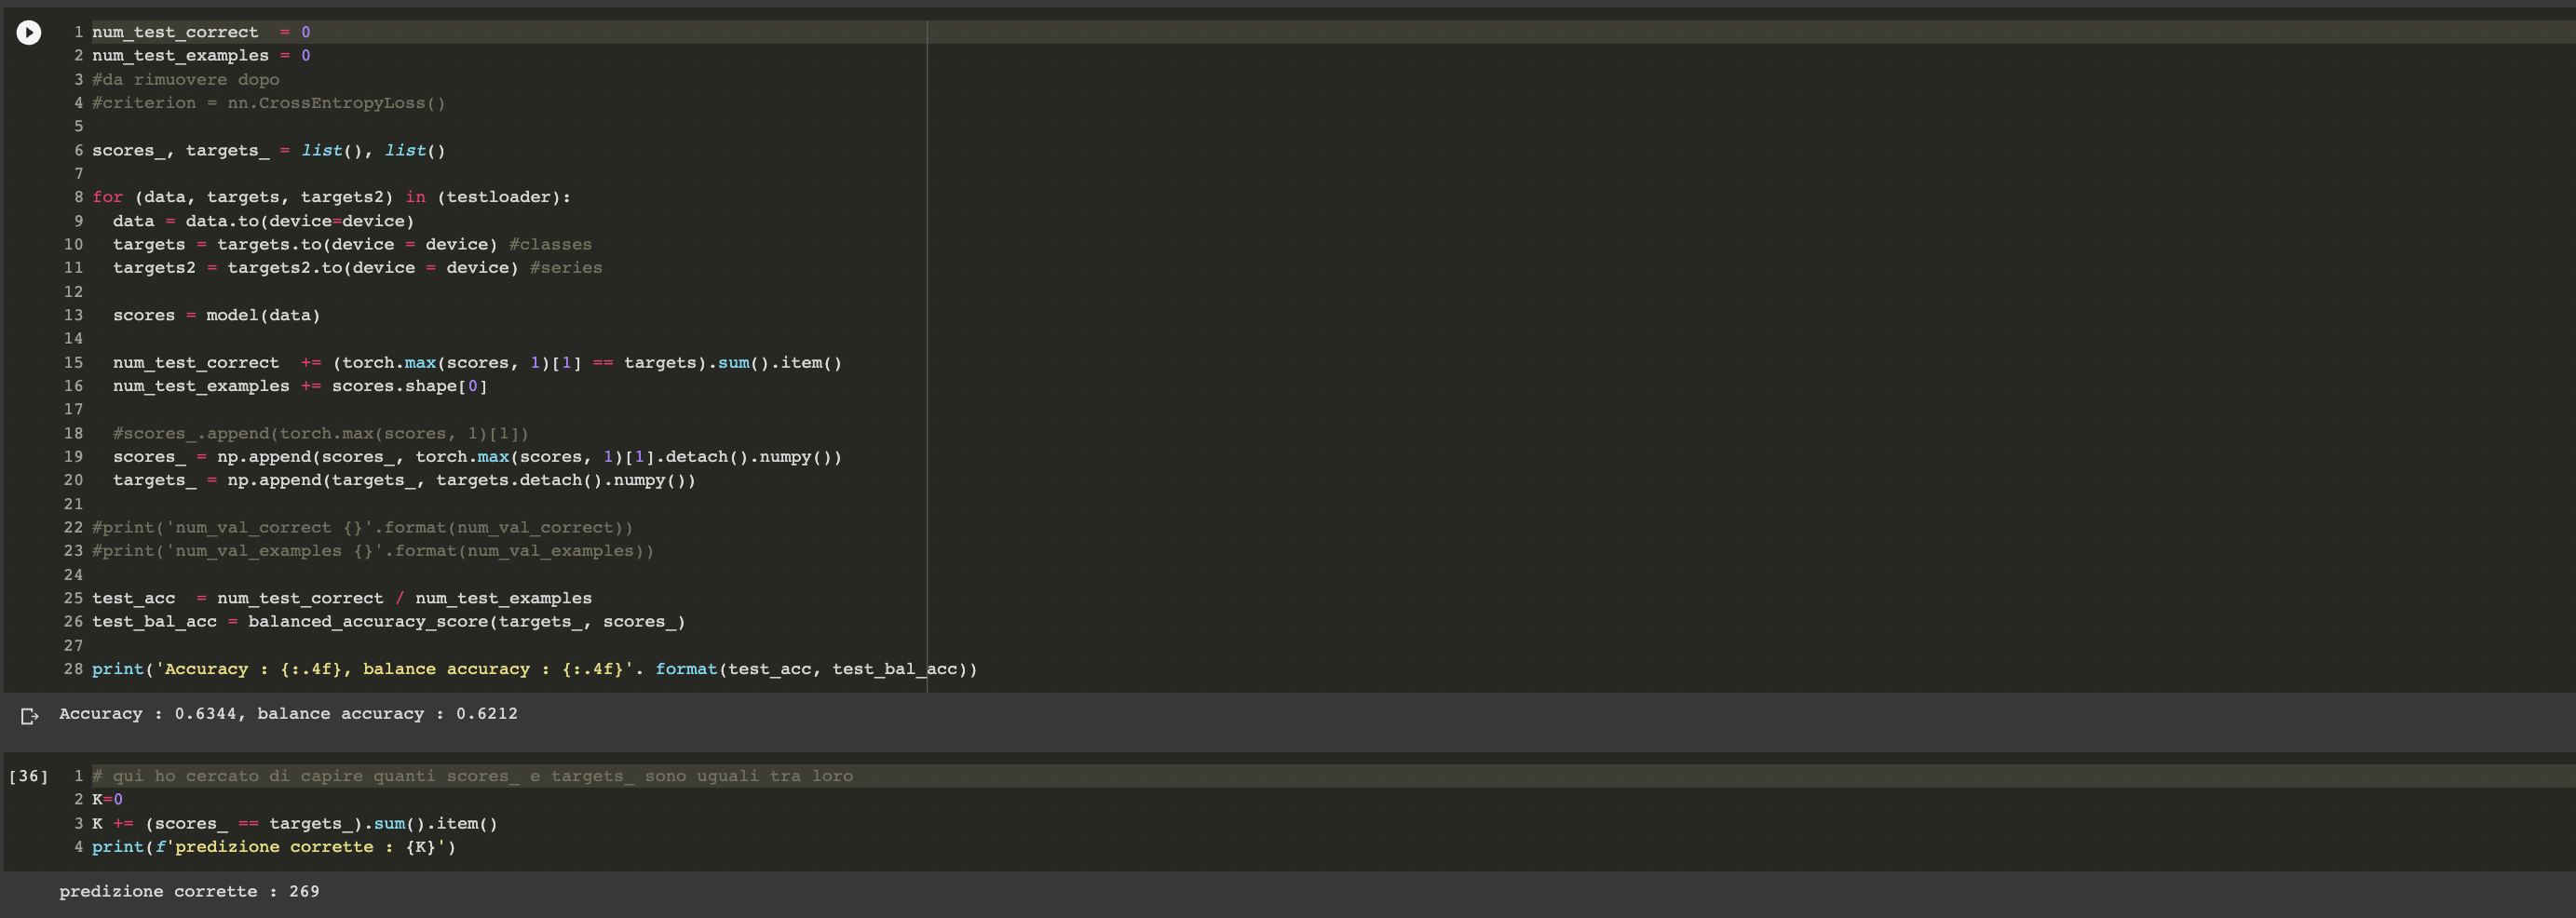 1 num_test_correct  = 0
2 num_test_examples = 0
3 #da rimuovere dopo
4 #criterion = nn.CrossEntropyLoss()
5
6 scores_, targets_ = list(), list()
7
8 for (data, targets, targets2) in (testloader):
9   data = data.to(device=device)
10   targets = targets.to(device = device) #classes
11   targets2 = targets2.to(device = device) #series
12
13   scores = model(data)
14
15   num_test_correct  += (torch.max(scores, 1)[1] == targets).sum().item()
16   num_test_examples += scores.shape[0]
17
18   #scores_.append(torch.max(scores, 1)[1])
19   scores_ = np.append(scores_, torch.max(scores, 1)[1].detach().numpy())
20   targets_ = np.append(targets_, targets.detach().numpy())
21
22 #print('num_val_correct {}'.format(num_val_correct))
23 #print('num_val_examples {}'.format(num_val_examples))
24
25 test_acc  = num_test_correct / num_test_examples
26 test_bal_acc = balanced_accuracy_score(targets_, scores_)
27
28 print('Accuracy : {:.4f}, balance accuracy : {:.4f}'. format(test_acc, test_bal_acc))
Accuracy : 0.6344, balance accuracy : 0.6212
[36] 1 # qui ho cercato di capire quanti scores_ e targets_ sono uguali tra loro
2 K=0
3 K += (scores_ == targets_).sum().item()
4 print(f'predizione corrette : {K}')
predizione corrette : 269